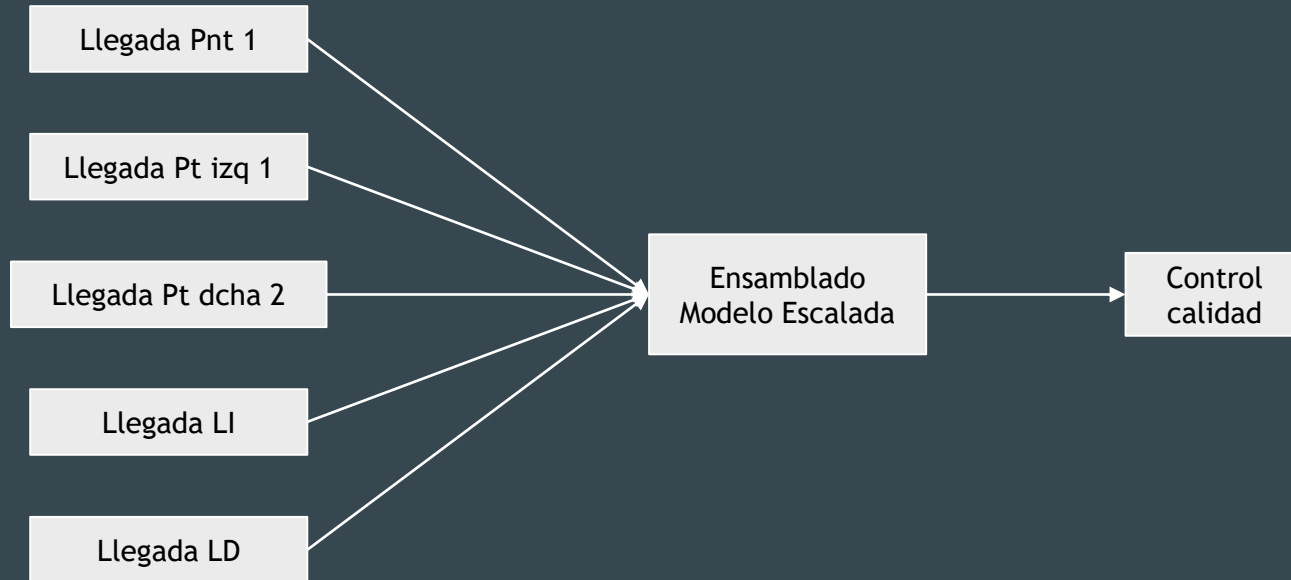 Llegada Pnt 1
Llegada Pt izq 1
Llegada Pt dcha 2
Llegada LI
Llegada LD
Ensamblado
Modelo Escalada
Control
calidad